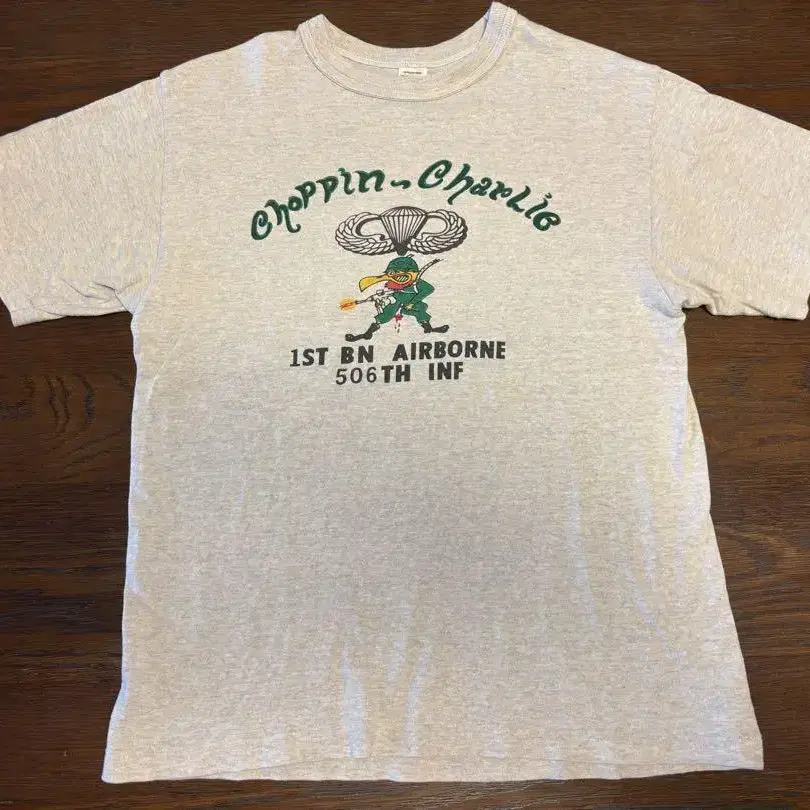 Choppin ~ Charlie
1ST BN AIRBORNE
506TH INF